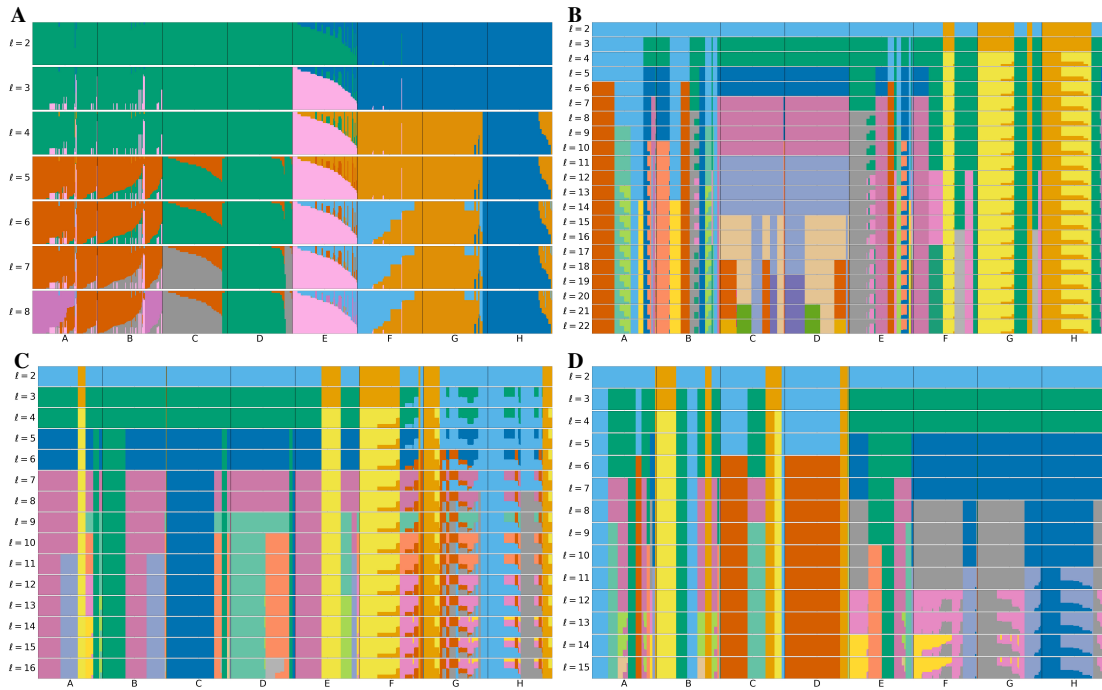 A
ℓ = 2
ℓ = 3
ℓ = 4
ℓ = 5
ℓ = 6
ℓ = 7
ℓ = 8
A B C D E F G H
B
ℓ = 2
ℓ = 3
ℓ = 4
ℓ = 5
ℓ = 6
ℓ = 7
ℓ = 8
ℓ = 9
ℓ = 10
ℓ = 11
ℓ = 12
ℓ = 13
ℓ = 14
ℓ = 15
ℓ = 16
ℓ = 17
ℓ = 18
ℓ = 19
ℓ = 20
ℓ = 21
ℓ = 22
A B C D E F G H
C
ℓ = 2
ℓ = 3
ℓ = 4
ℓ = 5
ℓ = 6
ℓ = 7
ℓ = 8
ℓ = 9
ℓ = 10
ℓ = 11
ℓ = 12
ℓ = 13
ℓ = 14
ℓ = 15
ℓ = 16
A B C D E F G H
D
ℓ = 2
ℓ = 3
ℓ = 4
ℓ = 5
ℓ = 6
ℓ = 7
ℓ = 8
ℓ = 9
ℓ = 10
ℓ = 11
ℓ = 12
ℓ = 13
ℓ = 14
ℓ = 15
A B C D E F G H